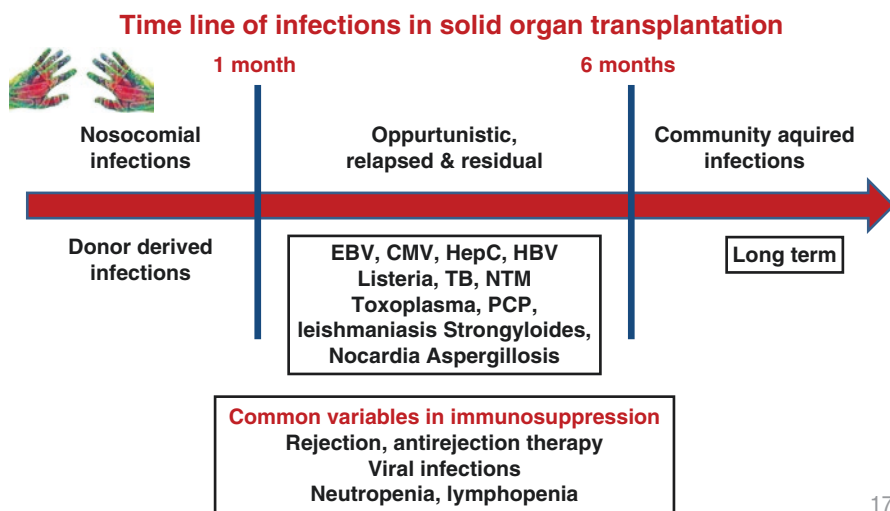 Time line of infections in solid organ transplantation
1 month
6 months
Nosocomial
infections
Oppurtunistic,
relapsed & residual
Community aquired
infections
Donor derived
infections
EBV, CMV, HepC, HBV
Listeria, TB, NTM
Toxoplasma, PCP,
leishmaniasis Strongyloides,
Nocardia Aspergillosis
Long term
Common variables in immunosuppression
Rejection, antirejection therapy
Viral infections
Neutropenia, lymphopenia
17